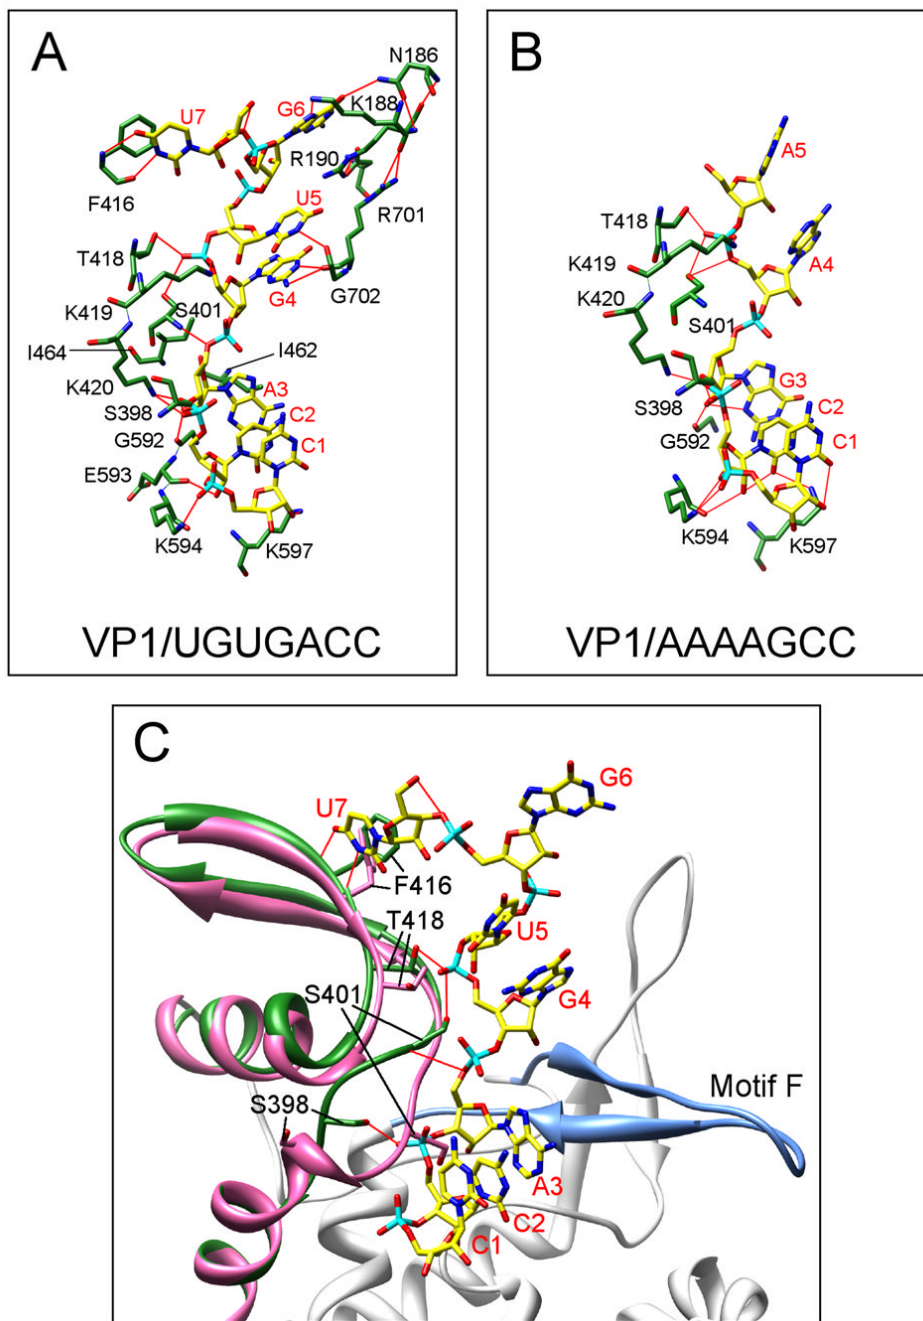 A
N186
U7
G6
K188
R190
F416
R701
U5
T418
G702
G4
K419
S401
I464
I462
K420
A3
S398
C2
G592
C1
E593
K594
K597
VP1/UGUGACC
B
A5
T418
K419
A4
K420
S401
G3
S398
C2
G592
C1
K594
K597
VP1/AAAAGCC
C
G6
U7
F416
T418
U5
S401
G4
Motif F
S398
A3
C2
C1